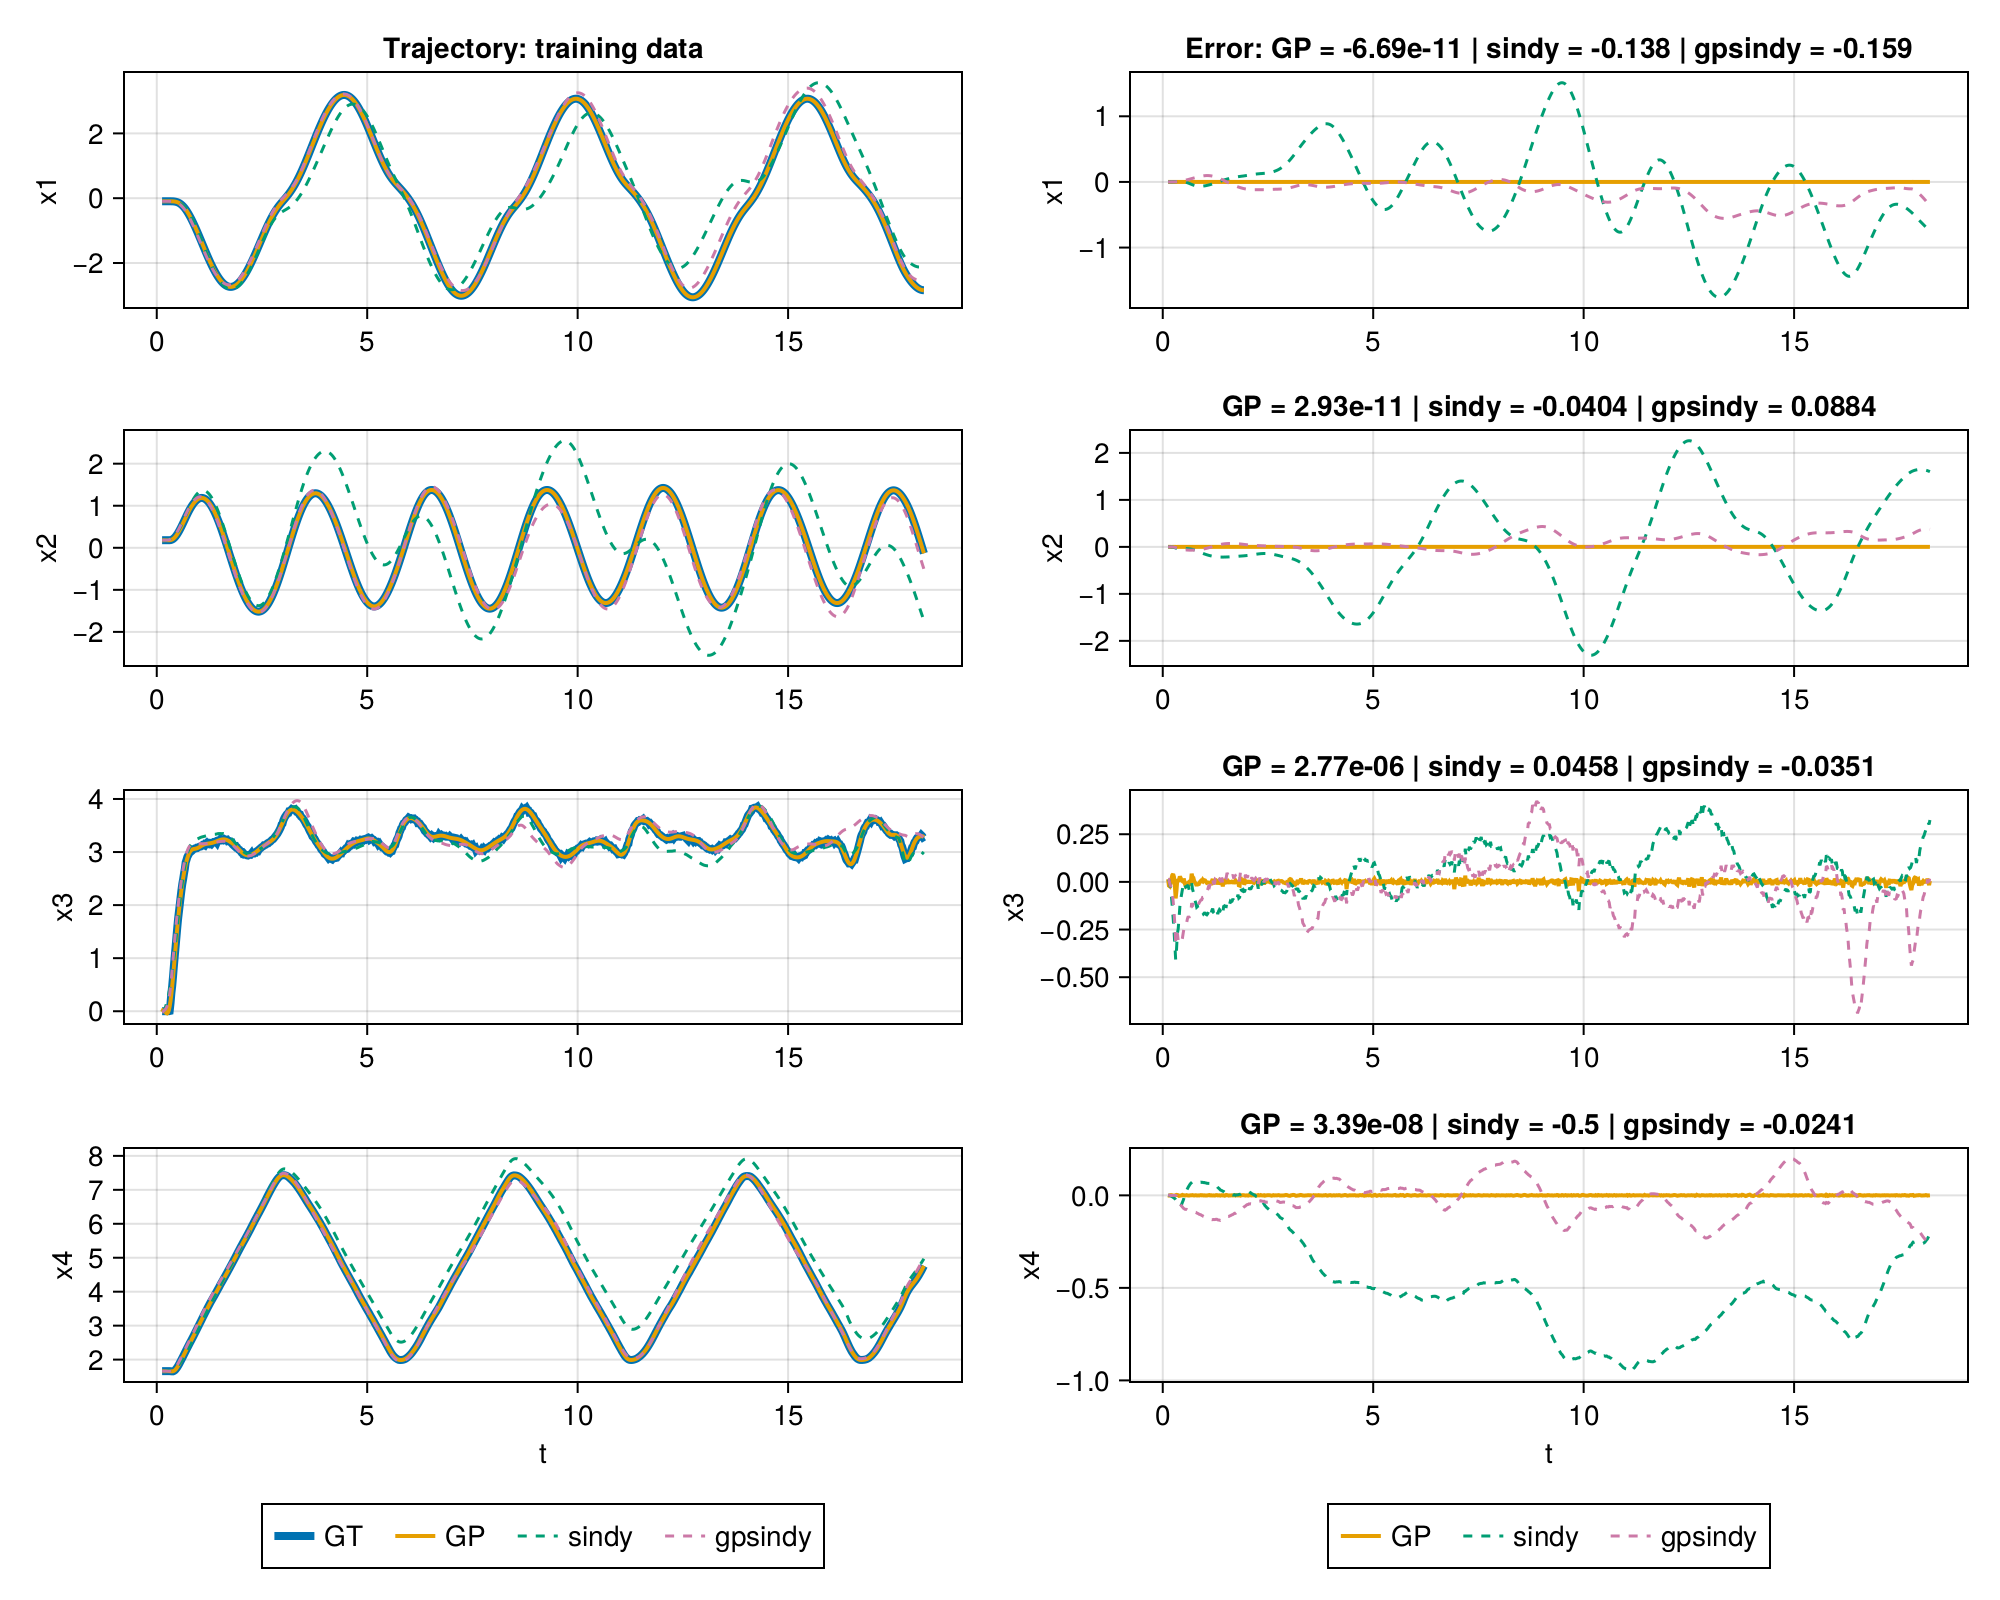 Trajectory: training data
x1
2
0
−2
0 5 10 15
Error: GP = -6.69e-11 | sindy = -0.138 | gpsindy = -0.159
x1
1
0
−1
0 5 10 15
x2
2
1
0
−1
−2
0 5 10 15
GP = 2.93e-11 | sindy = -0.0404 | gpsindy = 0.0884
x2
2
1
0
−1
−2
0 5 10 15
x3
4
3
2
1
0
0 5 10 15
GP = 2.77e-06 | sindy = 0.0458 | gpsindy = -0.0351
x3
0.25
0.00
−0.25
−0.50
0 5 10 15
x4
8
7
6
5
4
3
2
0 5 10 15
t
GP = 3.39e-08 | sindy = -0.5 | gpsindy = -0.0241
x4
0.0
−0.5
−1.0
0 5 10 15
t
GT GP sindy gpsindy
GP sindy gpsindy